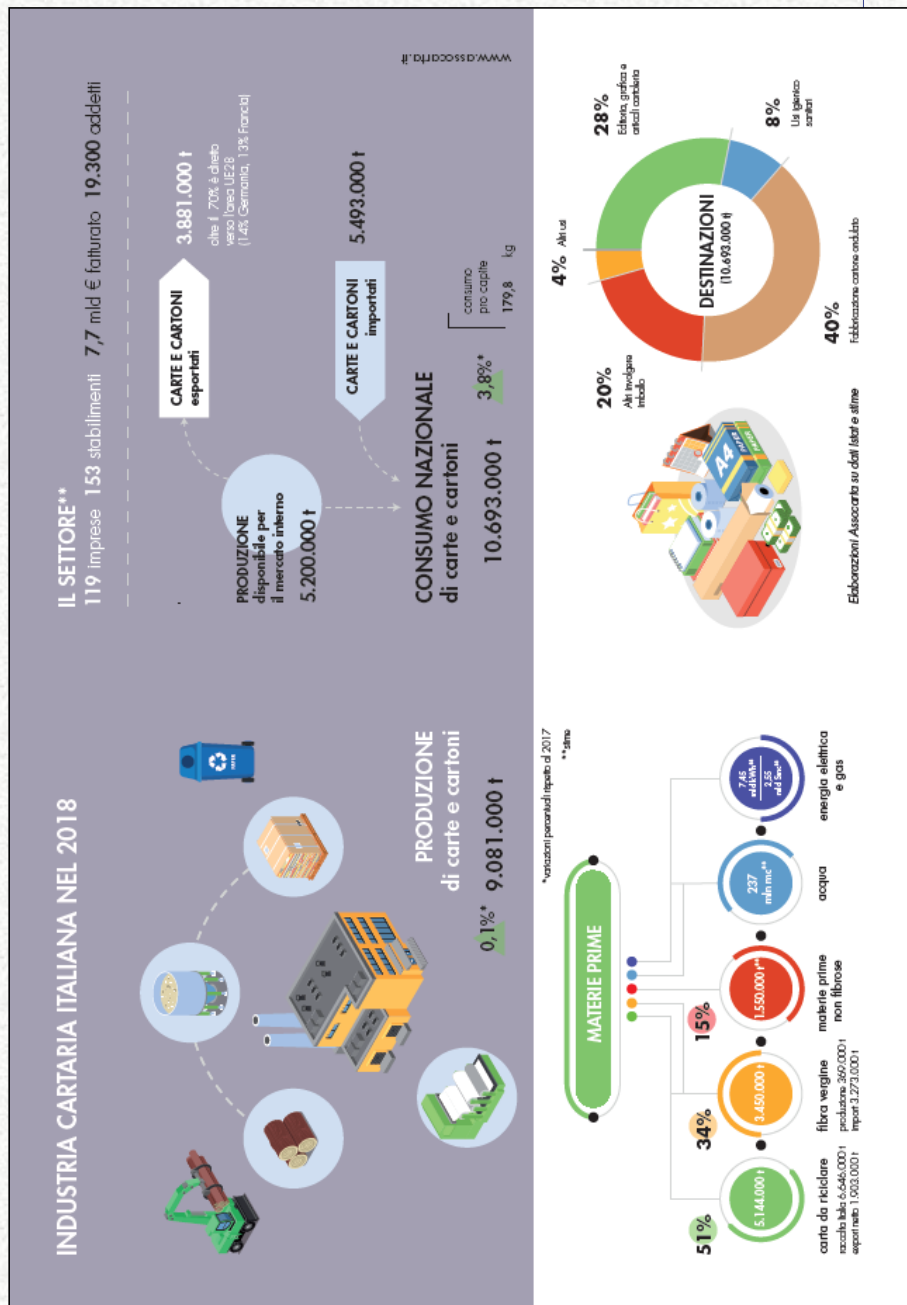 INDUSTRIA CARTARIA ITALIANA NEL 2018
PAPER
PRODUZIONE
di carte e cartoni
0,1%* 9.081.000 t
IL SETTORE**
119 imprese 153 stabilimenti 7,7 mld € fatturato 19.300 addetti
CARTE E CARTONI
esportati
3.881.000 t
oltre il 70% è diretto
verso l'area UE28
(14% Germania, 13% Francia)
PRODUZIONE
disponibile per
il mercato interno
5.200.000 t
CARTE E CARTONI
importati
5.493.000 t
CONSUMO NAZIONALE
di carte e cartoni
10.693.000 t 3,8%*
consumo
pro capite
179,8 kg
www.assocarta.it
*variazioni percentuali rispetto al 2017
**stime
MATERIE PRIME
51%
5.144.000 t
carta da riciclare
raccolta Italia 6.646.000 t
export netto 1.903.000 t
34%
3.450.000 t
fibra vergine
produzione 369.000 t
import 3.273.000 t
15%
1.550.000 t**
materie prime
non fibrose
237
mln mc**
acqua
7,45
mld kWh**
2,55
mld Smc**
energia elettrica
e gas
A4
PAPER
PAPER
Elaborazioni Assocarta su dati Istat e stime
DESTINAZIONI
(10.693.000 t)
4% Altri usi
28%
Editoria, grafica e
articoli cartoleria
8%
Usi igienico
sanitari
40%
Fabbricazione cartone ondulato
20%
Altri involgere
imballo